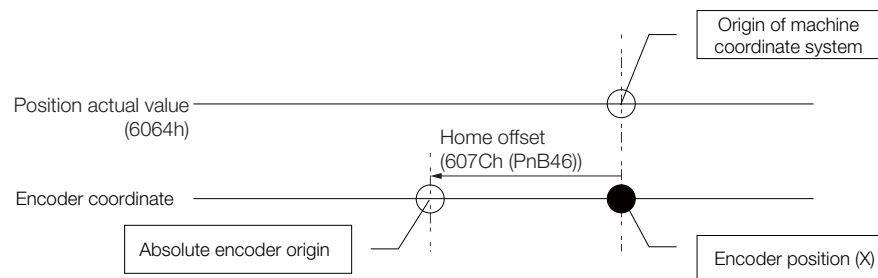 Origin of machine
coordinate system
Position actual value
(6064h)
Home offset
(607Ch (PnB46))
Encoder coordinate
Absolute encoder origin
Encoder position (X)